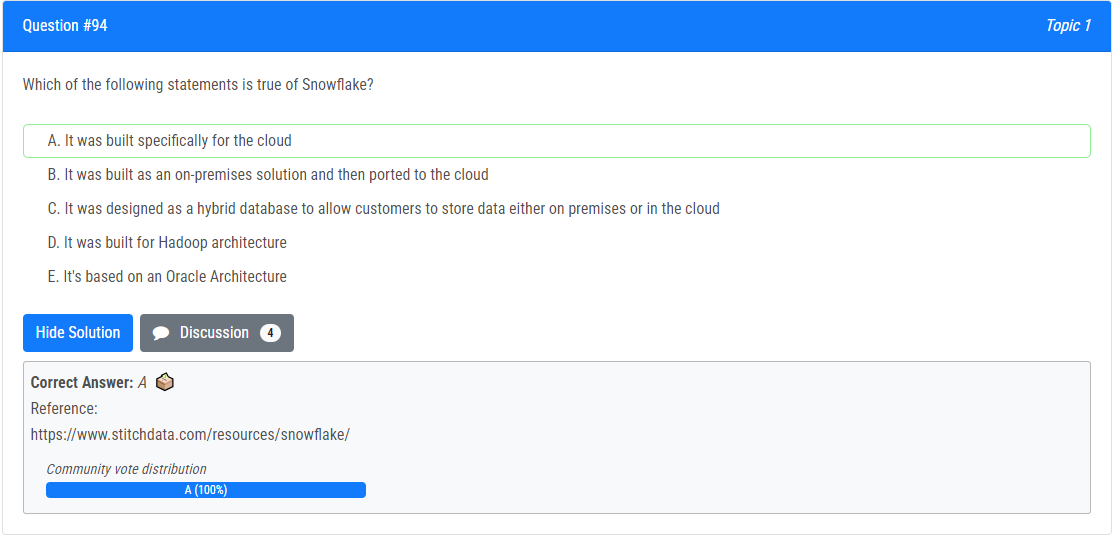 Question #94
Topic 1
Which of the following statements is true of Snowflake?
A. It was built specifically for the cloud
B. It was built as an on-premises solution and then ported to the cloud
C. It was designed as a hybrid database to allow customers to store data either on premises or in the cloud
D. It was built for Hadoop architecture
E. It's based on an Oracle Architecture
Hide Solution
Discussion 4
Correct Answer: A
Reference:
https://www.stitchdata.com/resources/snowflake/
Community vote distribution
A (100%)